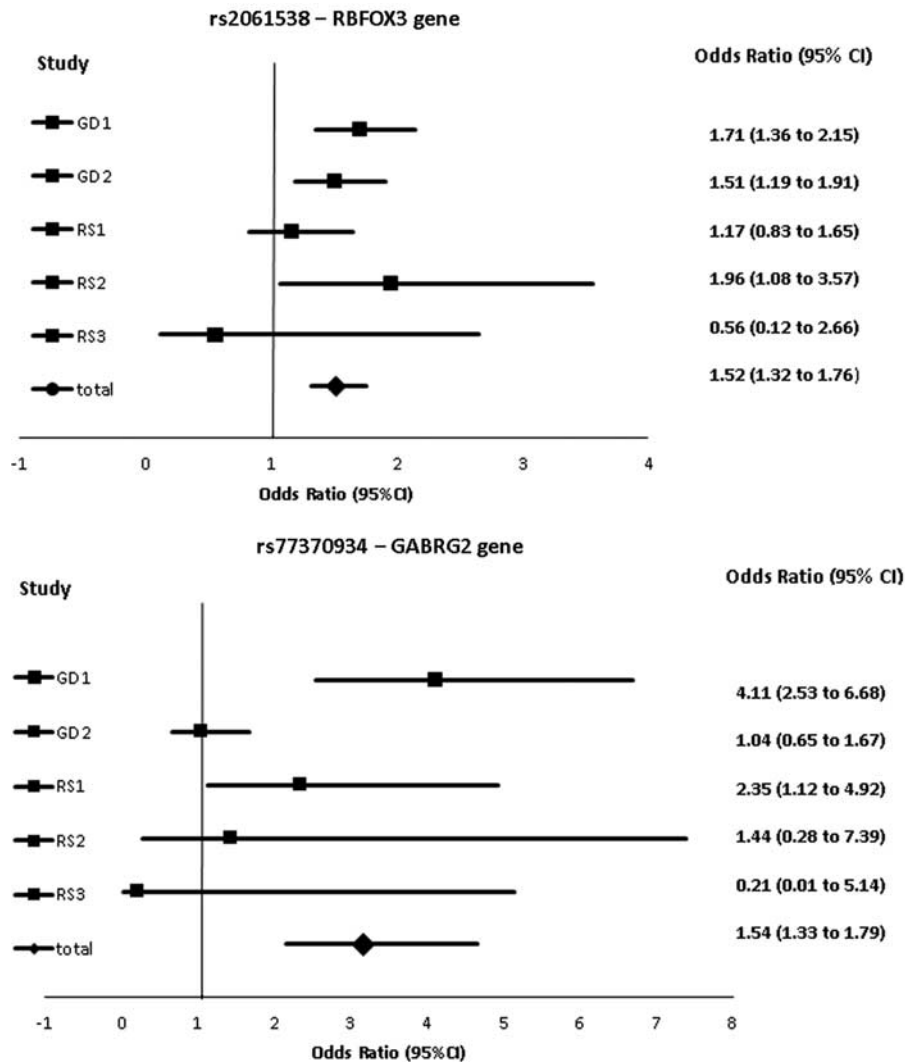 rs2061538 – RBFOX3 gene
Study
Odds Ratio (95% CI)
GD1
1.71 (1.36 to 2.15)
GD2
1.51 (1.19 to 1.91)
RS1
1.17 (0.83 to 1.65)
RS2
1.96 (1.08 to 3.57)
RS3
0.56 (0.12 to 2.66)
total
1.52 (1.32 to 1.76)
-1 0 1 2 3 4
Odds Ratio (95%CI)
rs77370934 – GABRG2 gene
Study
Odds Ratio (95% CI)
GD1
4.11 (2.53 to 6.68)
GD2
1.04 (0.65 to 1.67)
RS1
2.35 (1.12 to 4.92)
RS2
1.44 (0.28 to 7.39)
RS3
0.21 (0.01 to 5.14)
total
1.54 (1.33 to 1.79)
-1 0 1 2 3 4 5 6 7 8
Odds Ratio (95%CI)